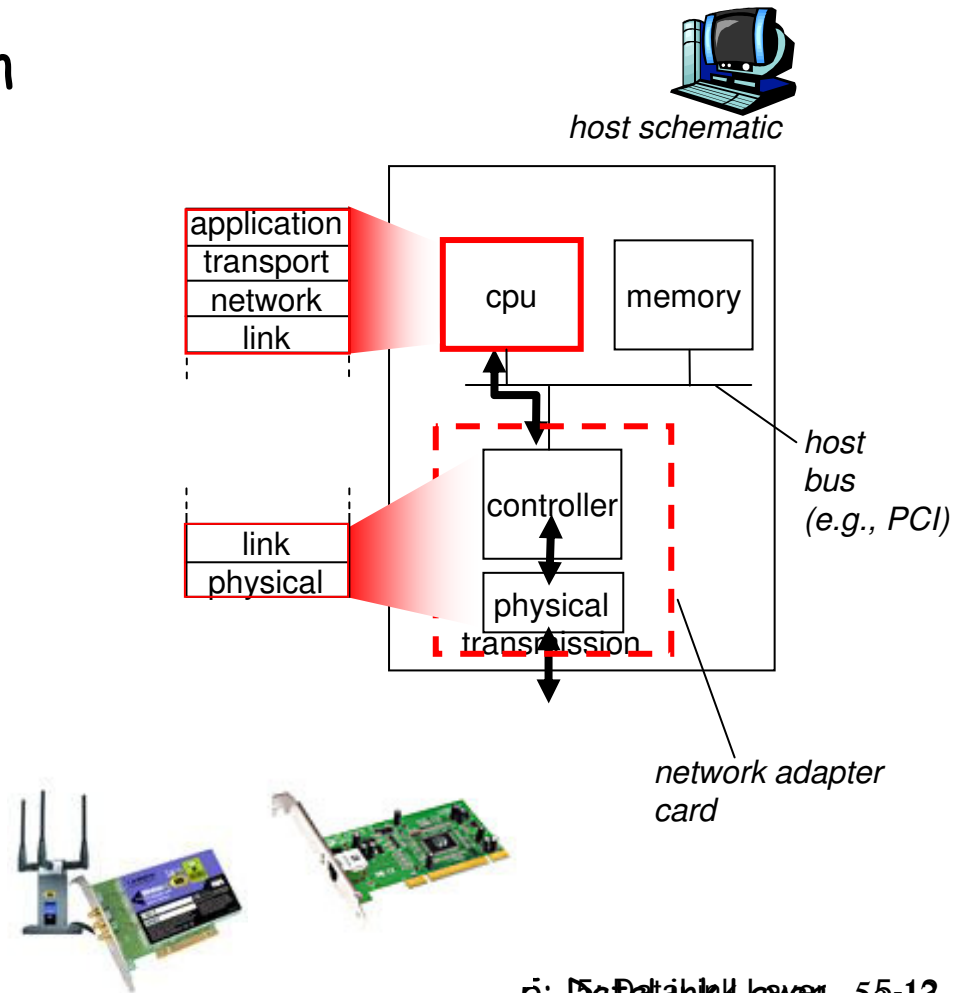 n
host schematic
application
transport
network
link
cpu
memory
host
bus
(e.g., PCI)
controller
link
physical
physical
transmission
network adapter
card